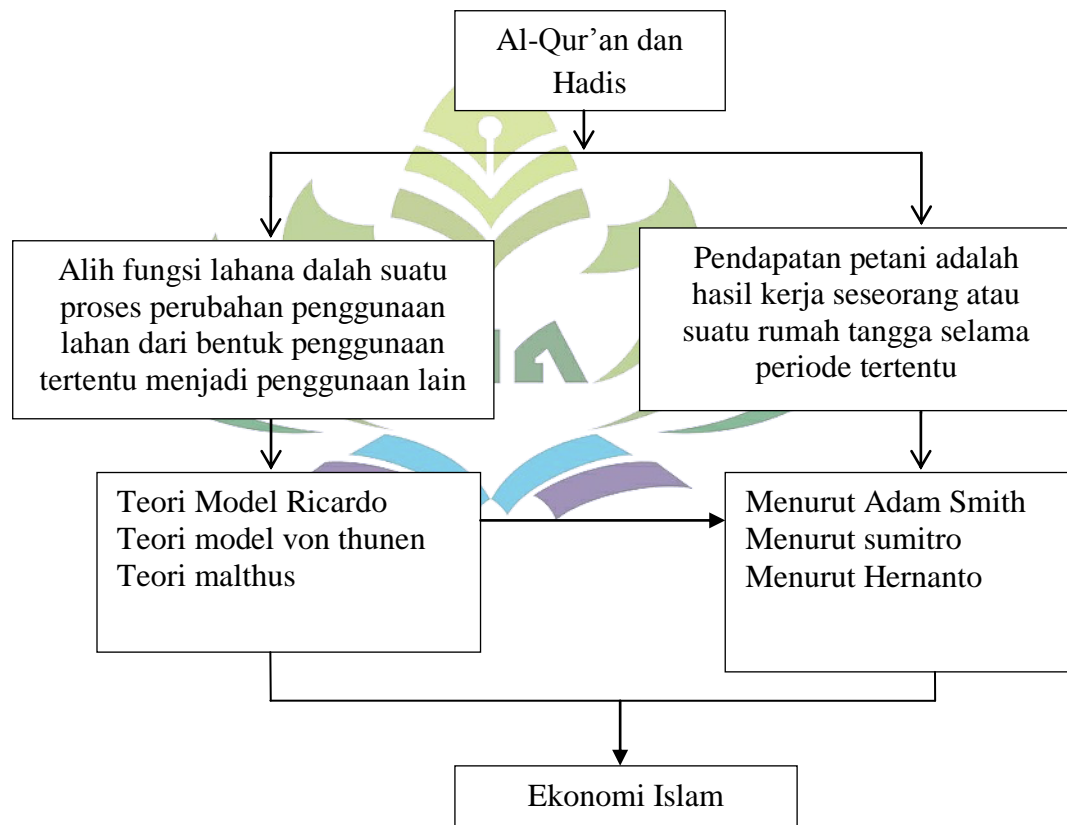 Al-Qur’an dan
Hadis
Alih fungsi lahana dalah suatu
proses perubahan penggunaan
lahan dari bentuk penggunaan
tertentu menjadi penggunaan lain
Pendapatan petani adalah
hasil kerja seseorang atau
suatu rumah tangga selama
periode tertentu
Teori Model Ricardo
Teori model von thunen
Teori malthus
Menurut Adam Smith
Menurut sumitro
Menurut Hernanto
Ekonomi Islam